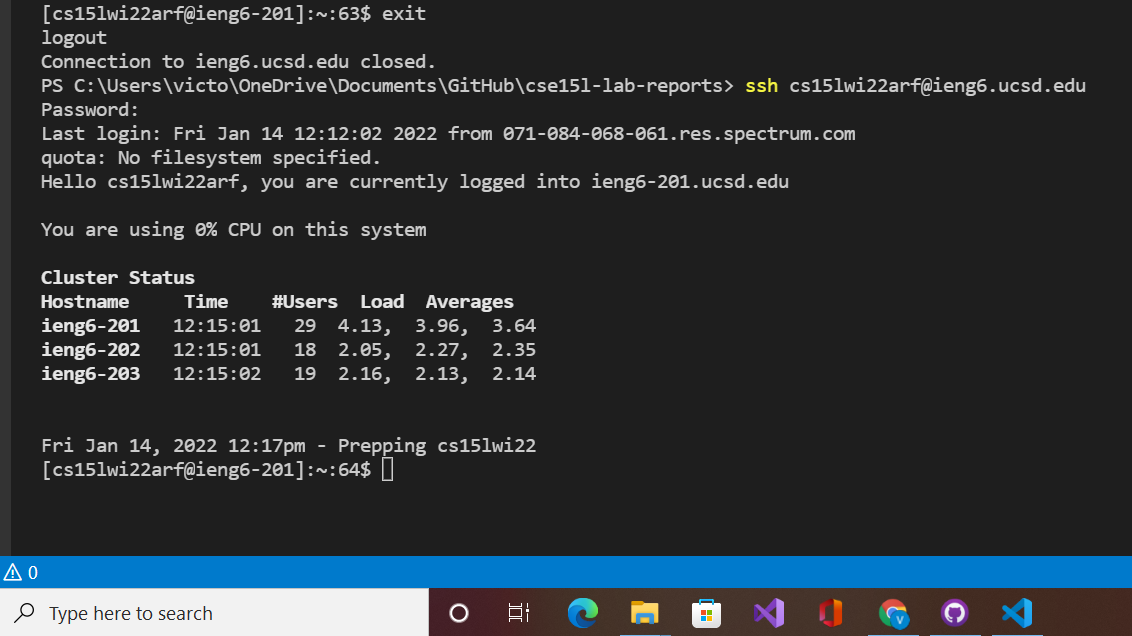 [cs15lwi22arf@ieng6-201]:~:63$ exit
logout
Connection to ieng6.ucsd.edu closed.
PS C:\Users\victo\OneDrive\Documents\GitHub\cse15l-lab-reports> ssh cs15lwi22arf@ieng6.ucsd.edu
Password:
Last login: Fri Jan 14 12:12:02 2022 from 071-084-068-061.res.spectrum.com
quota: No filesystem specified.
Hello cs15lwi22arf, you are currently logged into ieng6-201.ucsd.edu

You are using 0% CPU on this system

Cluster Status
Hostname     Time    #Users  Load  Averages
ieng6-201   12:15:01   29  4.13,  3.96,  3.64
ieng6-202   12:15:01   18  2.05,  2.27,  2.35
ieng6-203   12:15:02   19  2.16,  2.13,  2.14

Fri Jan 14, 2022 12:17pm - Prepping cs15lwi22
[cs15lwi22arf@ieng6-201]:~:64$
0
Type here to search
V